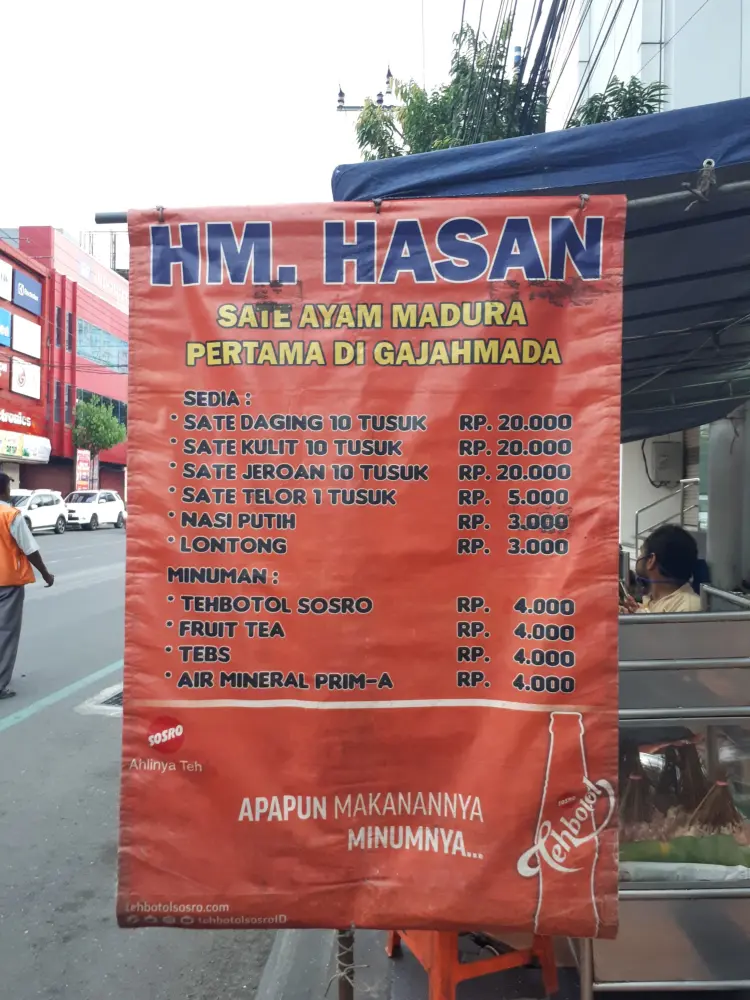 HM. HASAN
SATE AYAM MADURA
PERTAMA DI GAJAHMADA
SEDIA :
* SATE DAGING 10 TUSUK RP. 20.000
* SATE KULIT 10 TUSUK RP. 20.000
* SATE JEROAN 10 TUSUK RP. 20.000
* SATE TELOR 1 TUSUK RP. 5.000
* NASI PUTIH RP. 3.000
* LONTONG RP. 3.000
MINUMAN :
* TEHBOTOL SOSRO RP. 4.000
* FRUIT TEA RP. 4.000
* TEBS RP. 4.000
* AIR MINERAL PRIM-A RP. 4.000
SOSRO
Ahlinya Teh
APAPUN MAKANANNYA
MINUMNYA...
Tehbotol
tehbotolsosro.com
tehbotolsosroID